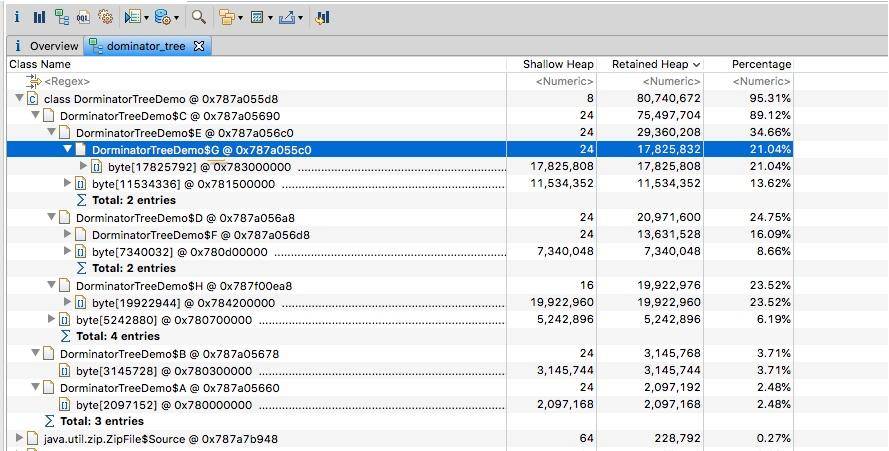 i OQL
i Overview dominator_tree
Class Name Shallow Heap Retained Heap Percentage
<Regex> <Numeric> <Numeric> <Numeric>
class DorminatorTreeDemo @ 0x787a055d8 8 80,740,672 95.31%
DorminatorTreeDemo$C @ 0x787a05690 24 75,497,704 89.12%
DorminatorTreeDemo$E @ 0x787a056c0 24 29,360,208 34.66%
DorminatorTreeDemo$G @ 0x787a055c0 24 17,825,832 21.04%
byte[17825792] @ 0x783000000 17,825,808 17,825,808 21.04%
byte[11534336] @ 0x781500000 11,534,352 11,534,352 13.62%
∑ Total: 2 entries
DorminatorTreeDemo$D @ 0x787a056a8 24 20,971,600 24.75%
DorminatorTreeDemo$F @ 0x787a056d8 24 13,631,528 16.09%
byte[7340032] @ 0x780d00000 7,340,048 7,340,048 8.66%
∑ Total: 2 entries
DorminatorTreeDemo$H @ 0x787f00ea8 16 19,922,976 23.52%
byte[19922944] @ 0x784200000 19,922,960 19,922,960 23.52%
byte[5242880] @ 0x780700000 5,242,896 5,242,896 6.19%
∑ Total: 4 entries
DorminatorTreeDemo$B @ 0x787a05678 24 3,145,768 3.71%
byte[3145728] @ 0x780300000 3,145,744 3,145,744 3.71%
DorminatorTreeDemo$A @ 0x787a05660 24 2,097,192 2.48%
byte[2097152] @ 0x780000000 2,097,168 2,097,168 2.48%
∑ Total: 3 entries
java.util.zip.ZipFile$Source @ 0x787a7b948 64 228,792 0.27%